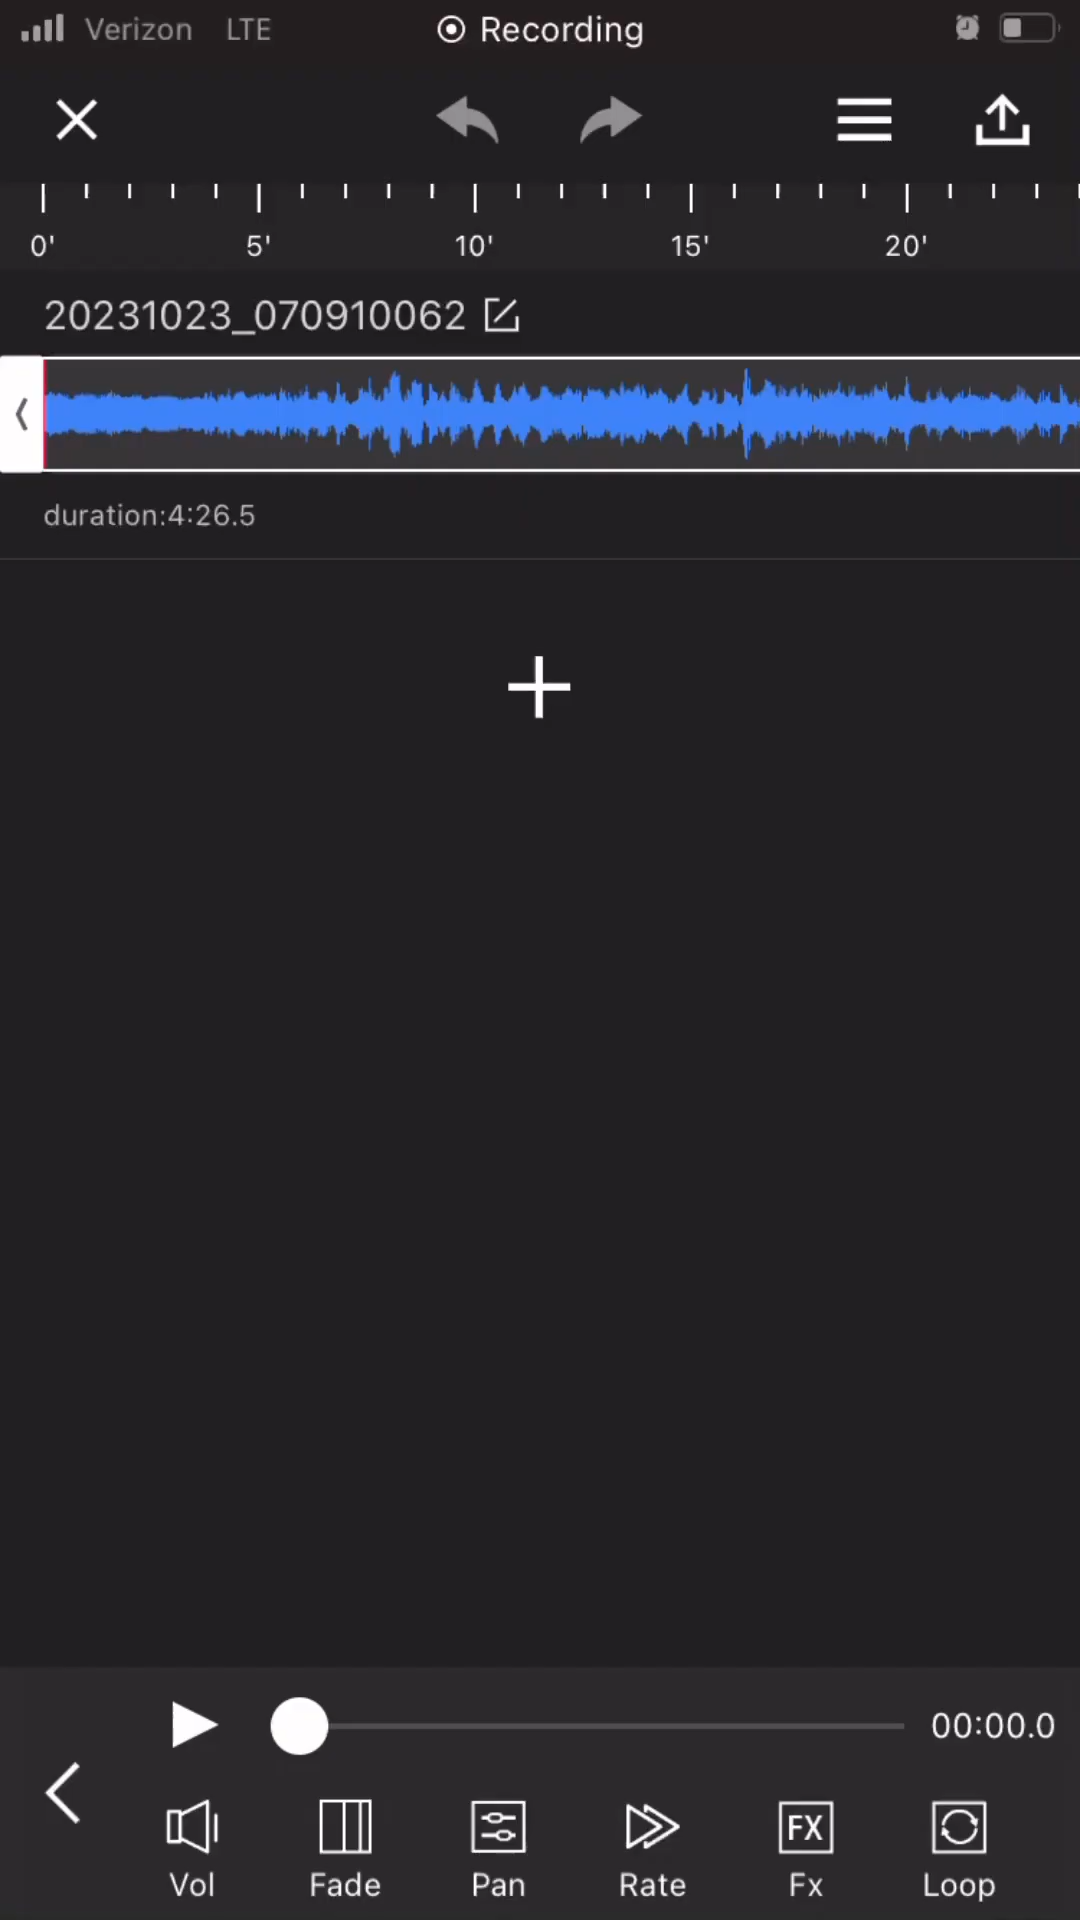 Verizon LTE Recording
0' 5' 10' 15' 20'
20231023_070910062
duration:4:26.5
00:00.0
FX
Vol Fade Pan Rate Fx Loop